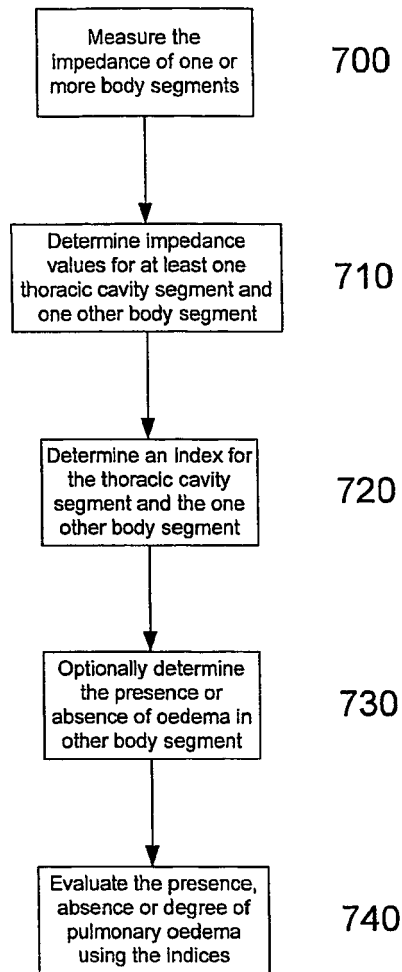 Measure the
impedance of one or
more body segments
700
Determine impedance
values for at least one
thoracic cavity segment and
one other body segment
710
Determine an index for
the thoracic cavity
segment and the one
other body segment
720
Optionally determine
the presence or
absence of oedema in
other body segment
730
Evaluate the presence,
absence or degree of
pulmonary oedema
using the indices
740